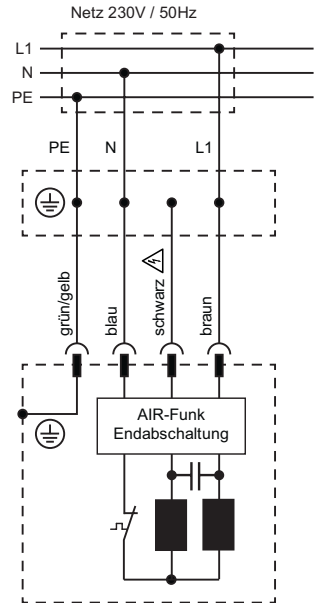 Netz 230V / 50Hz
L1
N
PE
PE
N
L1
grün/gelb
blau
schwarz
braun
AIR-Funk
Endabschaltung